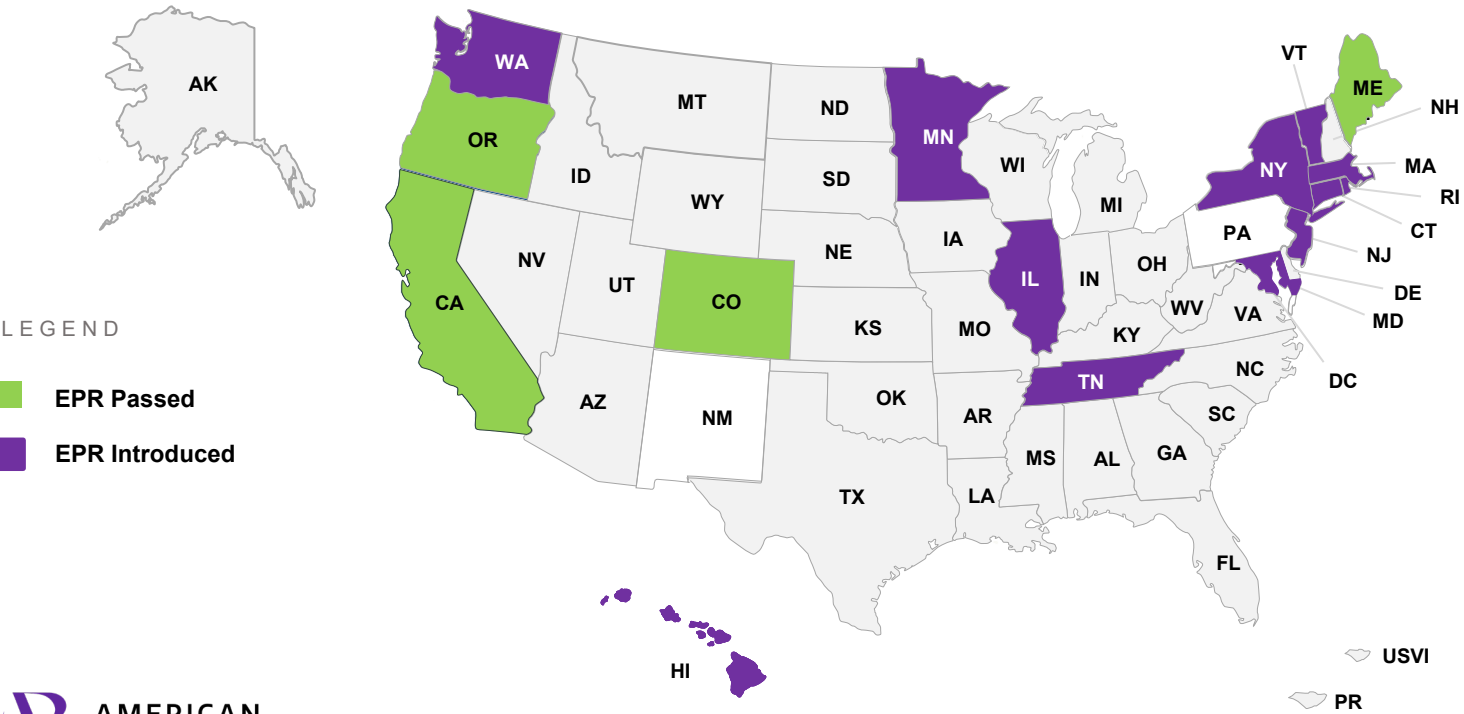 AK
WA
MT
ND
MN
VT
ME
NH
OR
ID
SD
WI
NY
MA
WY
MI
RI
CT
NV
NE
IA
PA
NJ
UT
CO
IL
IN
OH
DE
CA
KS
MO
WV
VA
MD
LEGEND
KY
DC
EPR Passed
AZ
NM
OK
AR
TN
NC
SC
EPR Introduced
MS
AL
GA
TX
LA
FL
HI
USVI
PR
AMERICAN